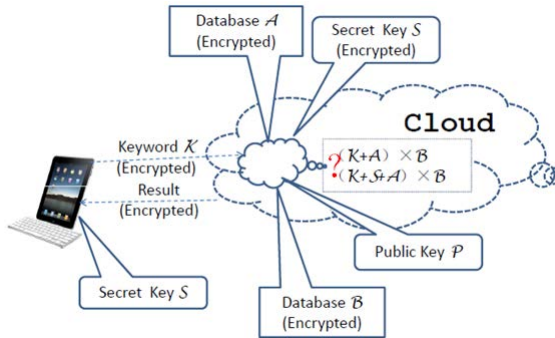 Database A
(Encrypted)
Secret Key S
(Encrypted)
Cloud
Keyword K
(Encrypted)
Result
(Encrypted)
?
(K+A) ×B
(K+S+A) ×B
Public Key P
Secret Key S
Database B
(Encrypted)